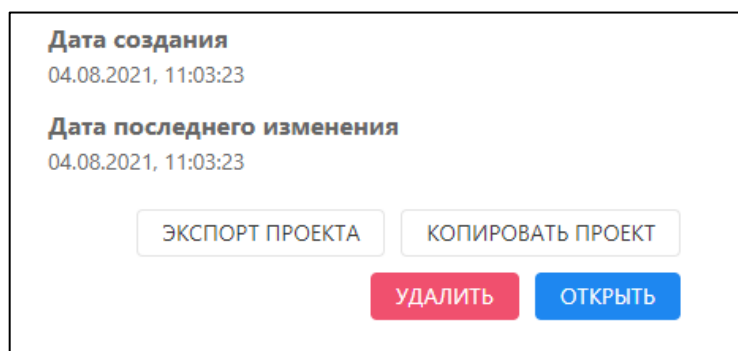 Дата создания
04.08.2021, 11:03:23
Дата последнего изменения
04.08.2021, 11:03:23
ЭКСПОРТ ПРОЕКТА КОПИРОВАТЬ ПРОЕКТ
УДАЛИТЬ ОТКРЫТЬ